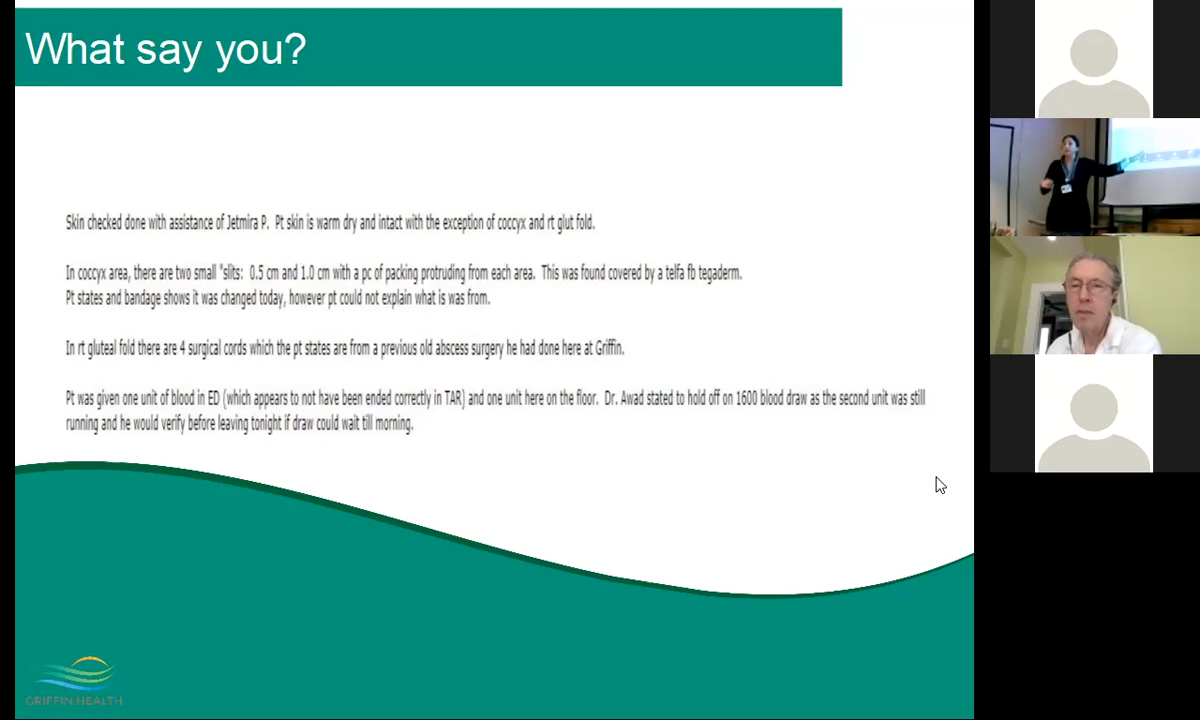 What say you?
Skin checked done with assistance of Jetmira P. Pt skin is warm dry and intact with the exception of coccyx and rt glut fold.
In coccyx area, there are two small "slits: 0.5 cm and 1.0 cm with a pc of packing protruding from each area. This was found covered by a telfa fb tegaderm.
Pt states and bandage shows it was changed today, however pt could not explain what is was from.
In rt gluteal fold there are 4 surgical cords which the pt states are from a previous old abscess surgery he had done here at Griffin.
Pt was given one unit of blood in ED (which appears to not have been ended correctly in TAR) and one unit here on the floor. Dr. Awad stated to hold off on 1600 blood draw as the second unit was still
running and he would verify before leaving tonight if draw could wait till morning.
GRIFFIN HEALTH